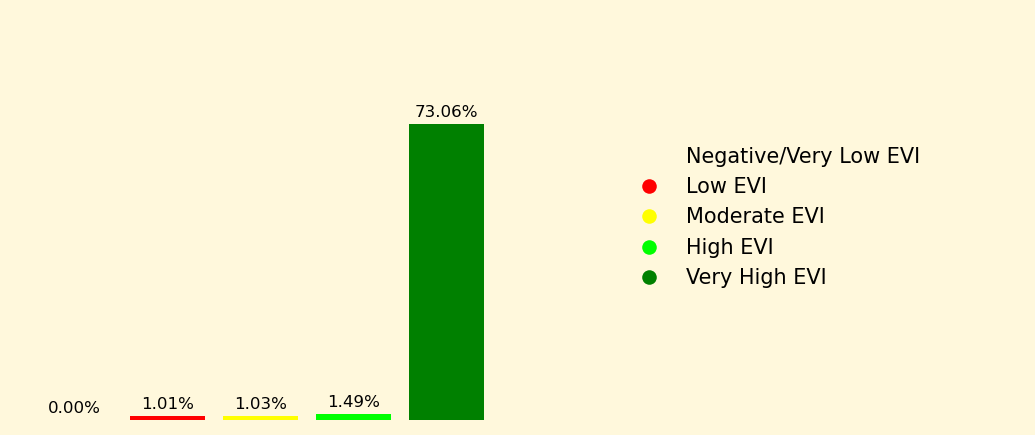 73.06%
0.00%
1.01%
1.03%
1.49%
Negative/Very Low EVI
Low EVI
Moderate EVI
High EVI
Very High EVI